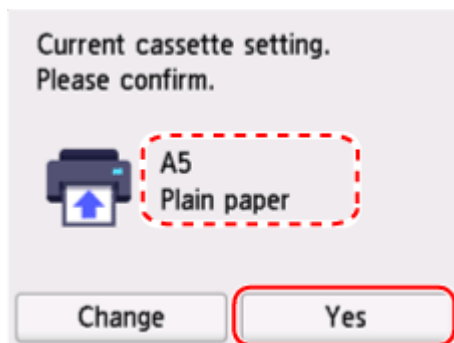 Current cassette setting.
Please confirm.
A5
Plain paper
Change
Yes